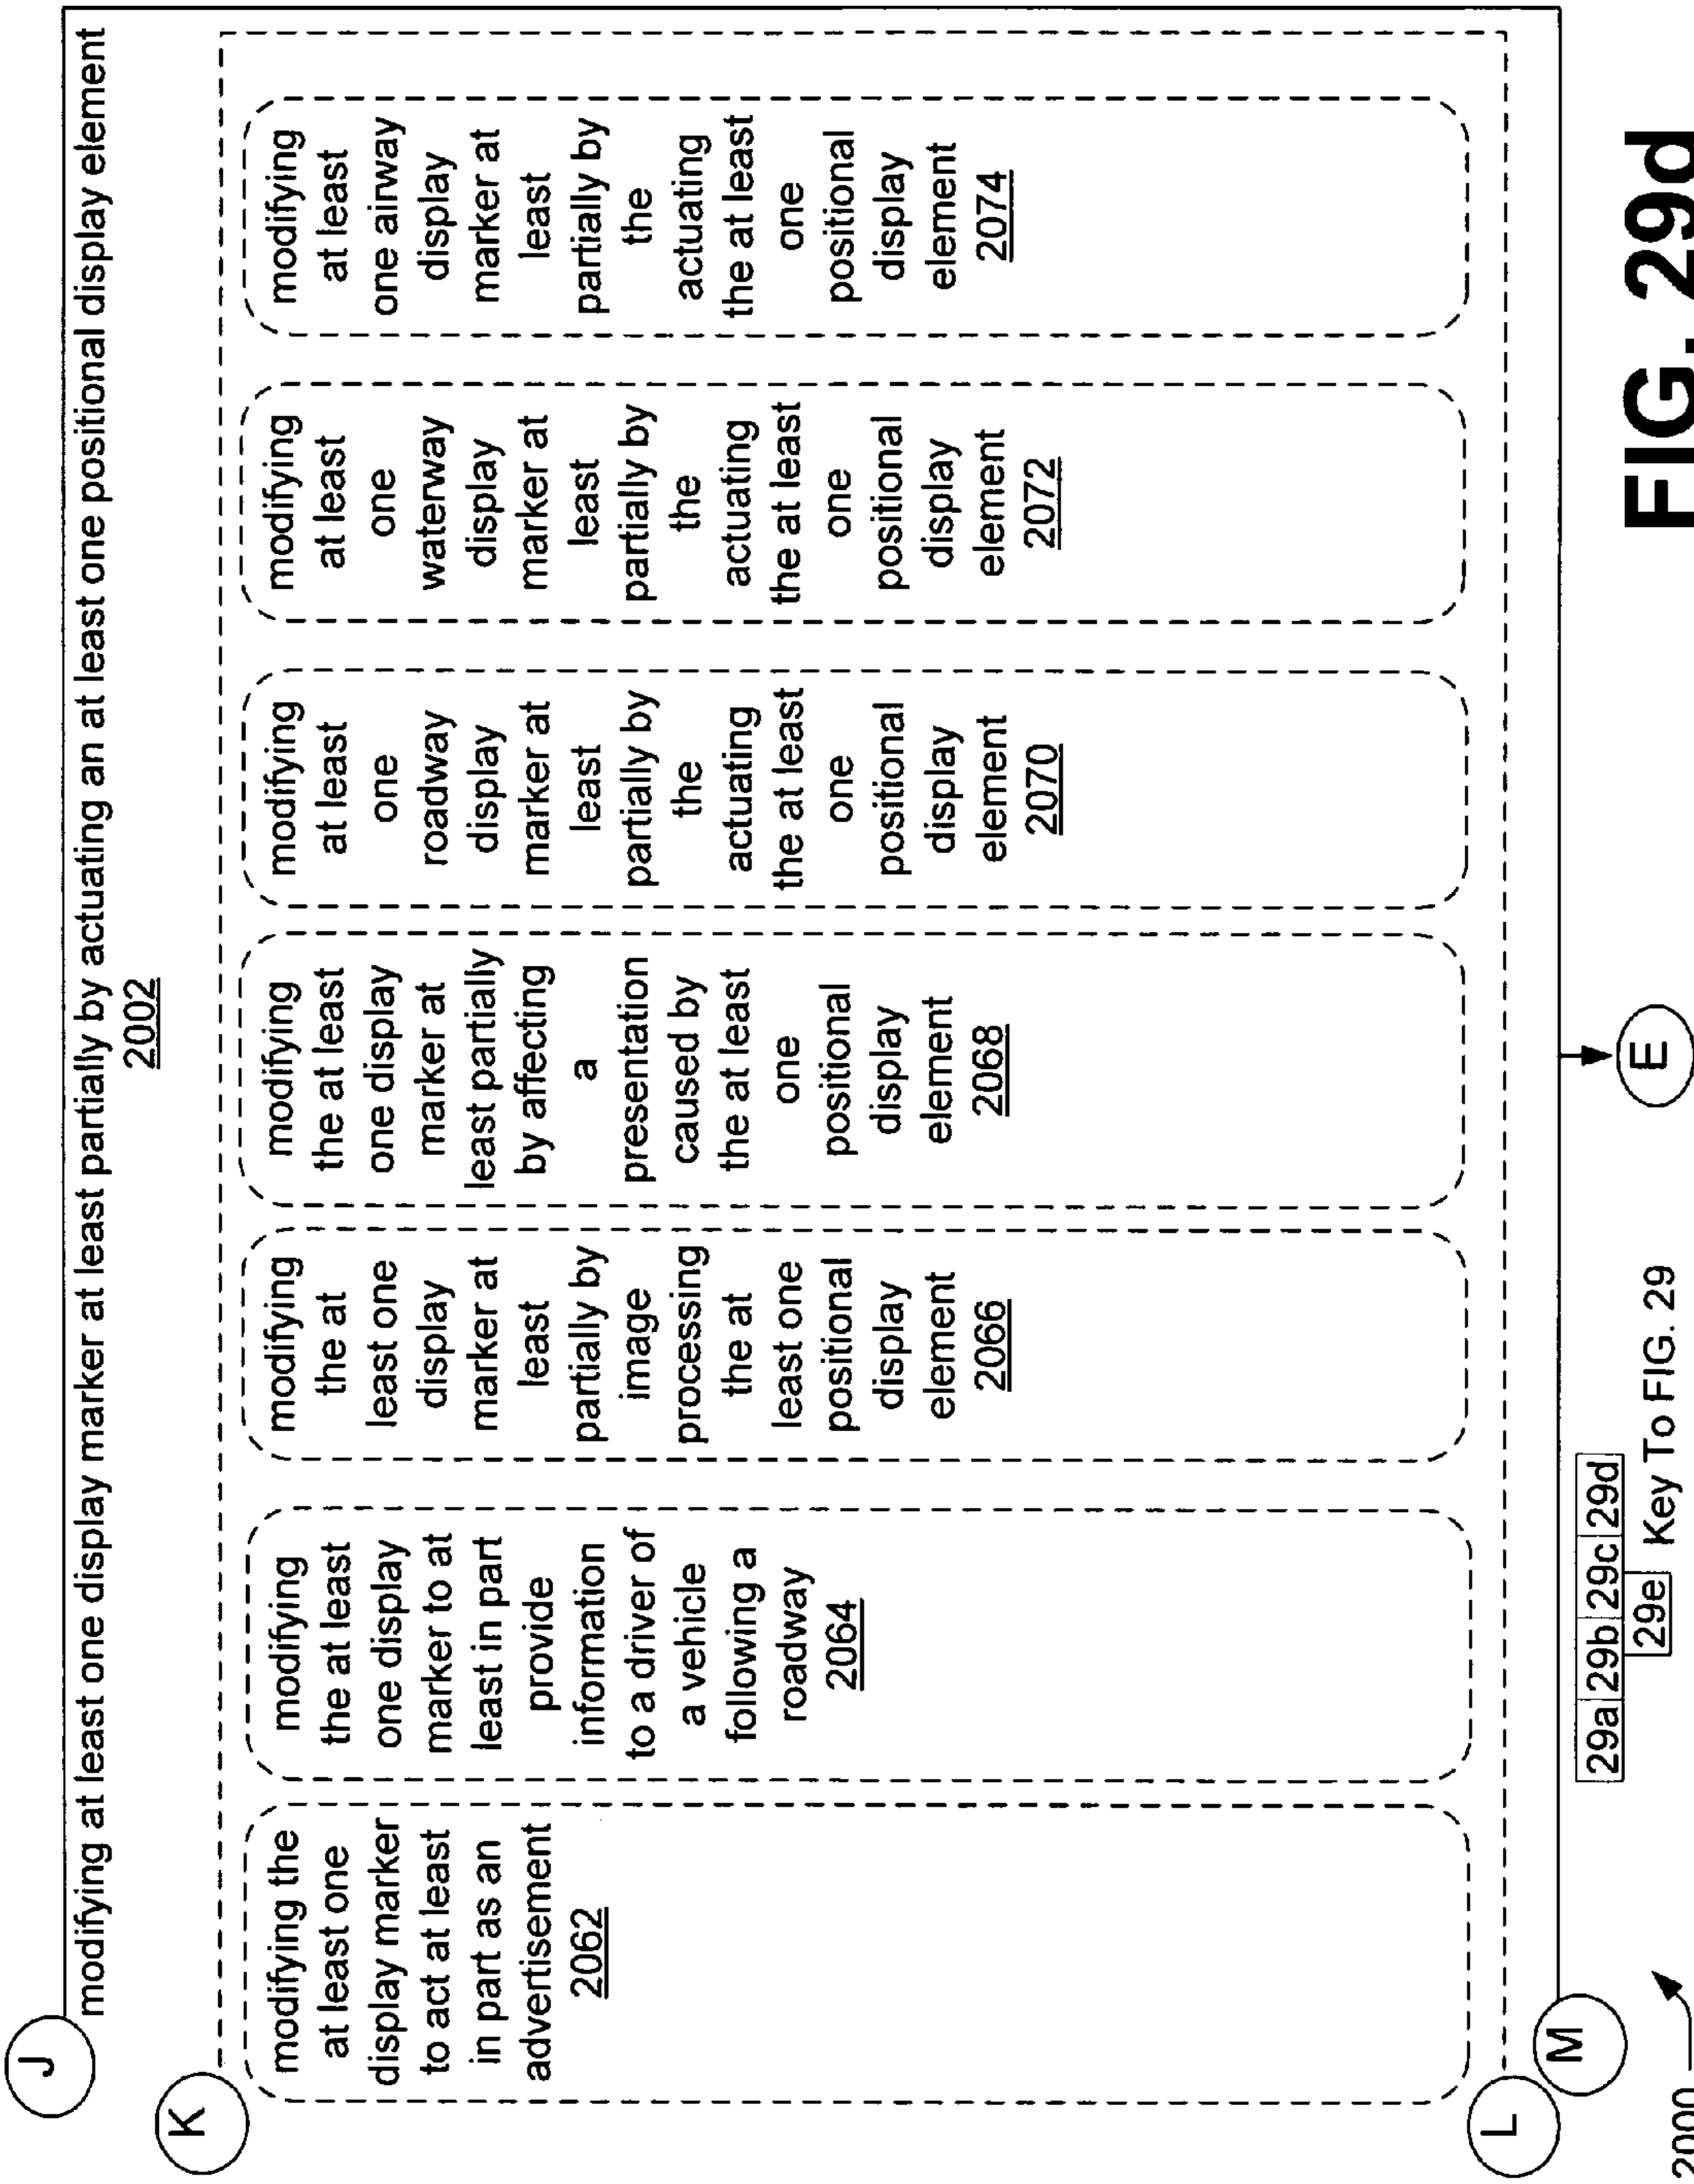 J
modifying at least one display marker at least partially by actuating an at least one positional display element
2002
K
modifying the
at least one
display marker
to act at least
in part as an
advertisement
2062
modifying
the at least
one display
marker to at
least in part
provide
information
to a driver of
a vehicle
following a
roadway
2064
modifying
the at
least one
display
marker at
least
partially by
image
processing
the at
least one
positional
display
element
2066
modifying
the at least
one display
marker at
least partially
by affecting
a
presentation
caused by
the at least
one
positional
display
element
2068
modifying
at least
one
roadway
display
marker at
least
partially by
the
actuating
the at least
one
positional
display
element
2070
modifying
at least
one
waterway
display
marker at
least
partially by
the
actuating
the at least
one
positional
display
element
2072
modifying
at least
one airway
display
marker at
least
partially by
the
actuating
the at least
one
positional
display
element
2074
L
M
E
2000
29a 29b 29c 29d
29e
Key To FIG. 29
FIG. 29d